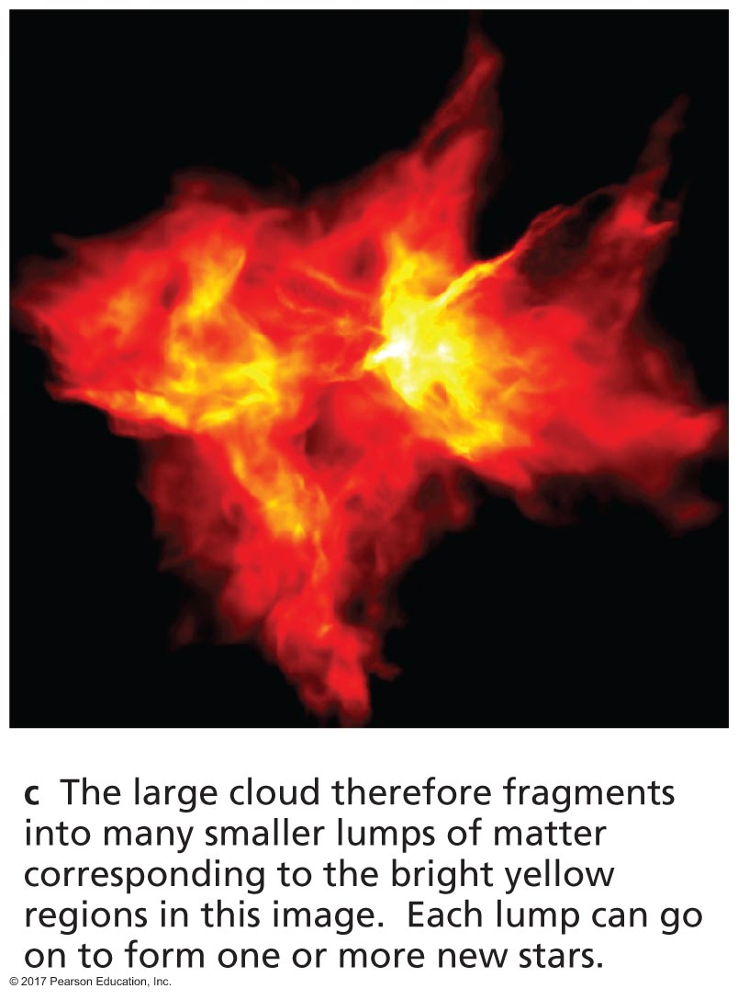 c The large cloud therefore fragments
into many smaller lumps of matter
corresponding to the bright yellow
regions in this image.  Each lump can go
on to form one or more new stars.
© 2017 Pearson Education, Inc.